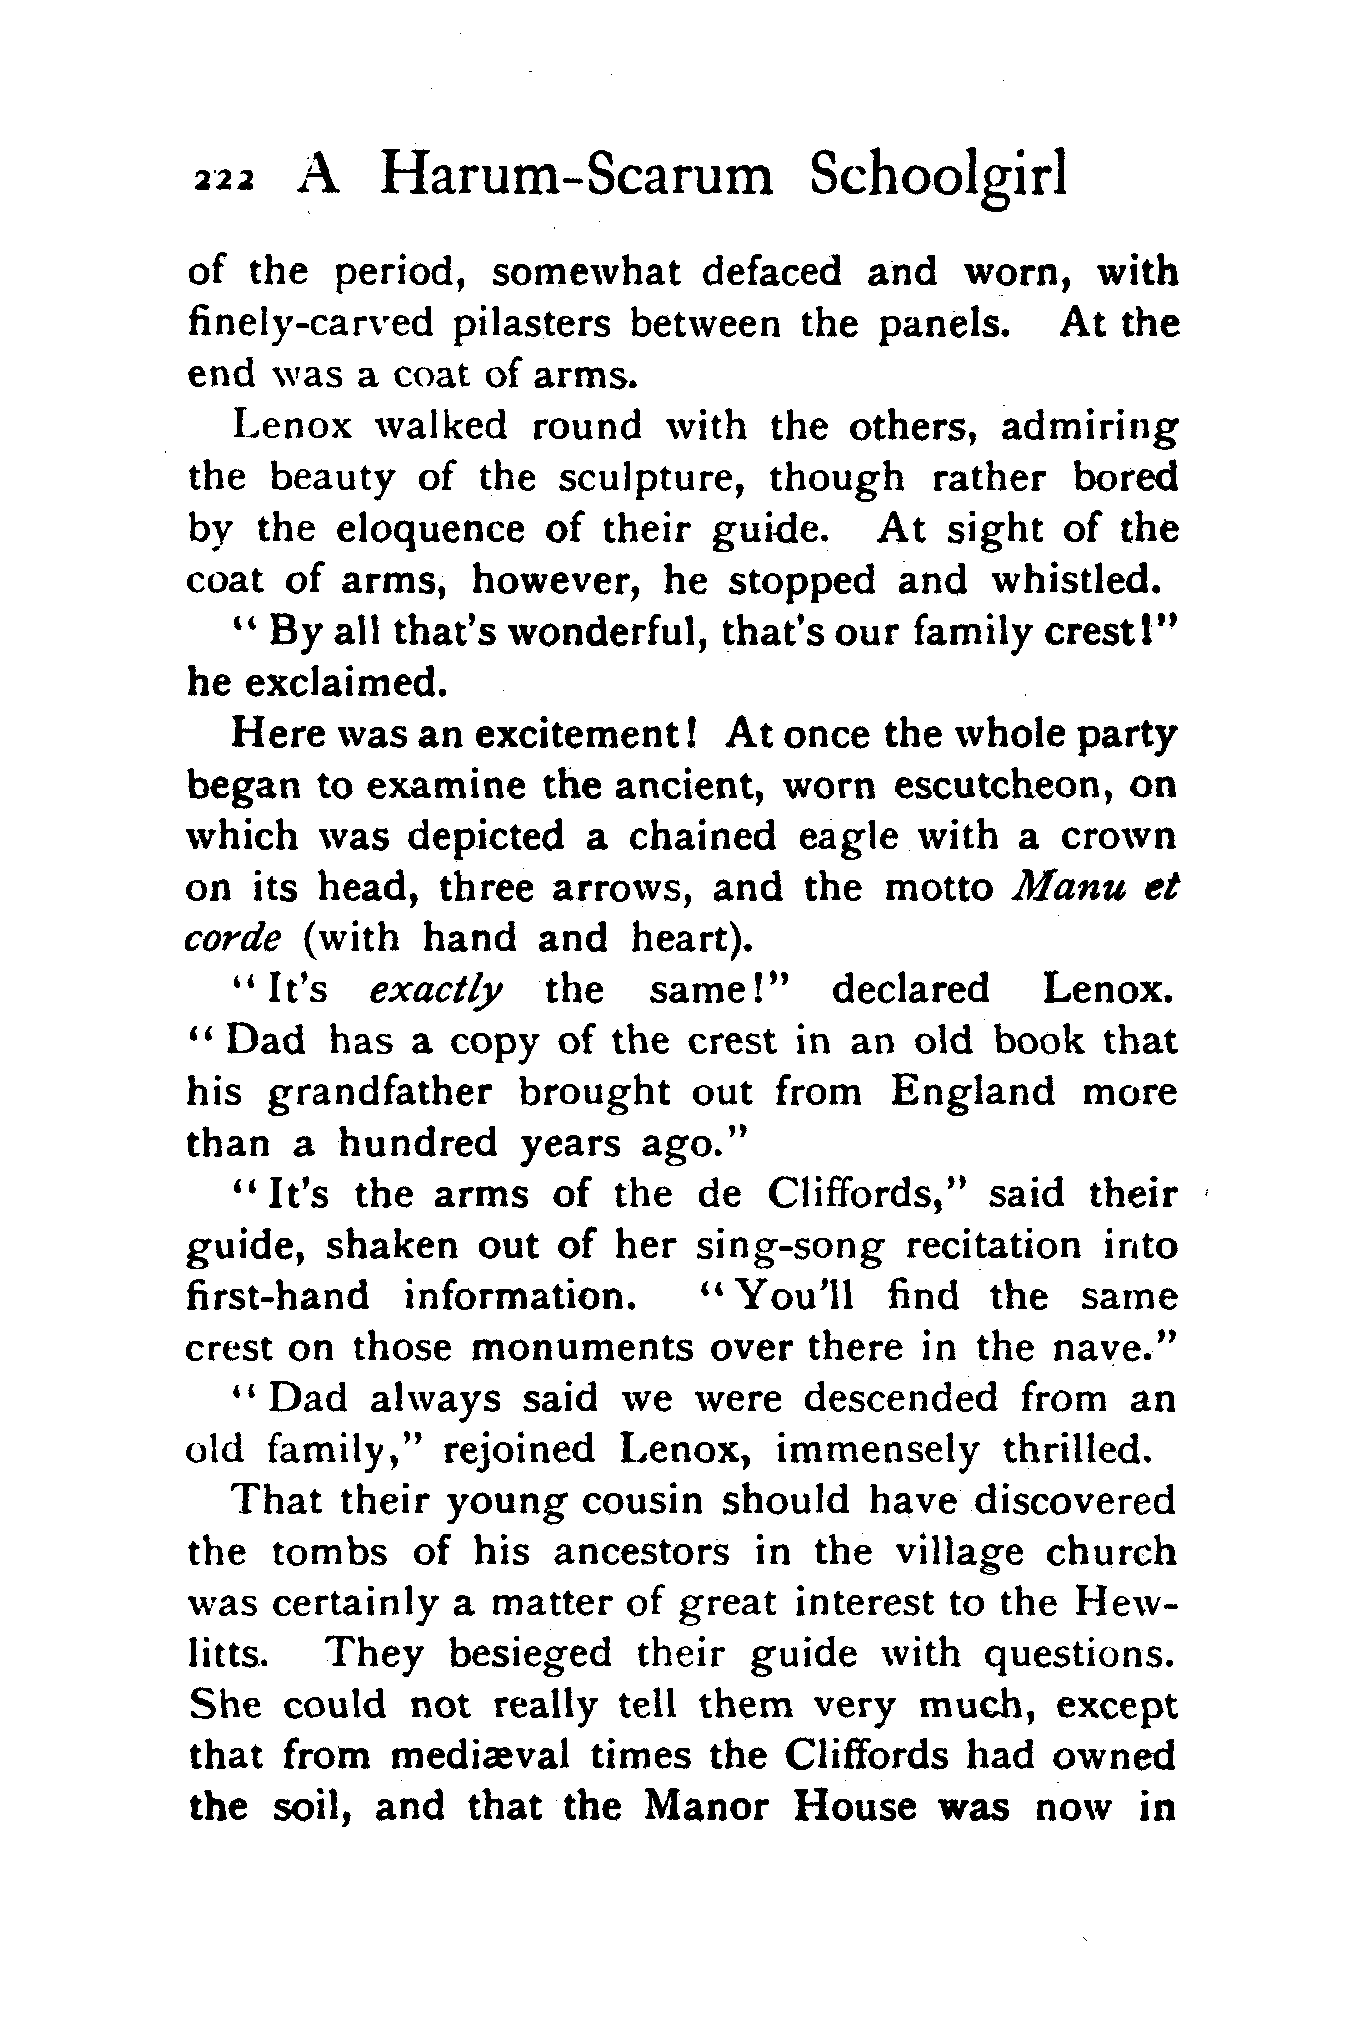 222 A Harum-Scarum Schoolgirl
of the period, somewhat defaced and worn, with
finely-carved pilasters between the panels. At the
end was a coat of arms.
Lenox walked round with the others, admiring
the beauty of the sculpture, though rather bored
by the eloquence of their guide. At sight of the
coat of arms, however, he stopped and whistled.
“By all that's wonderful, that's our family crest!”
he exclaimed.
Here was an excitement! At once the whole party
began to examine the ancient, worn escutcheon, on
which was depicted a chained eagle with a crown
on its head, three arrows, and the motto Manu et
corde (with hand and heart).
“It's exactly the same!” declared Lenox.
“Dad has a copy of the crest in an old book that
his grandfather brought out from England more
than a hundred years ago.”
“It's the arms of the de Cliffords,” said their
guide, shaken out of her sing-song recitation into
first-hand information. “You'll find the same
crest on those monuments over there in the nave.”
“Dad always said we were descended from an
old family,” rejoined Lenox, immensely thrilled.
That their young cousin should have discovered
the tombs of his ancestors in the village church
was certainly a matter of great interest to the Hew-
litts. They besieged their guide with questions.
She could not really tell them very much, except
that from mediæval times the Cliffords had owned
the soil, and that the Manor House was now in